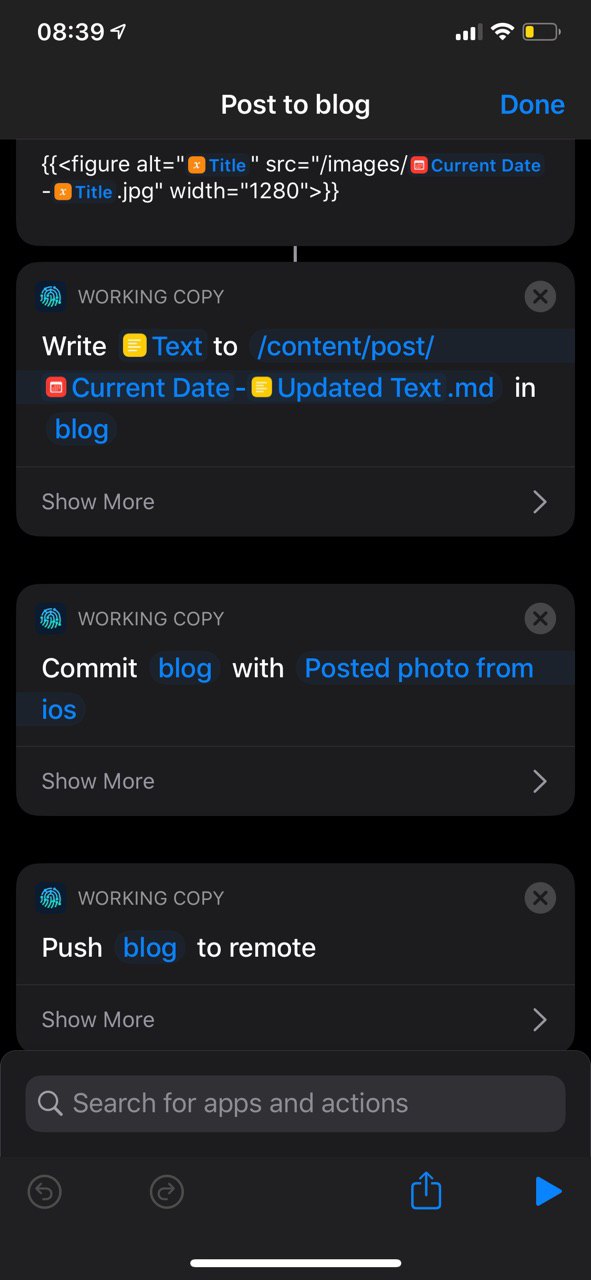 08:39
Post to blog
Done
{{<figure alt="Title" src="/images/Current Date
-Title.jpg" width="1280">}}
WORKING COPY
Write Text to /content/post/
Current Date-Updated Text.md in
blog
Show More
WORKING COPY
Commit blog with Posted photo from
ios
Show More
WORKING COPY
Push blog to remote
Show More
Search for apps and actions